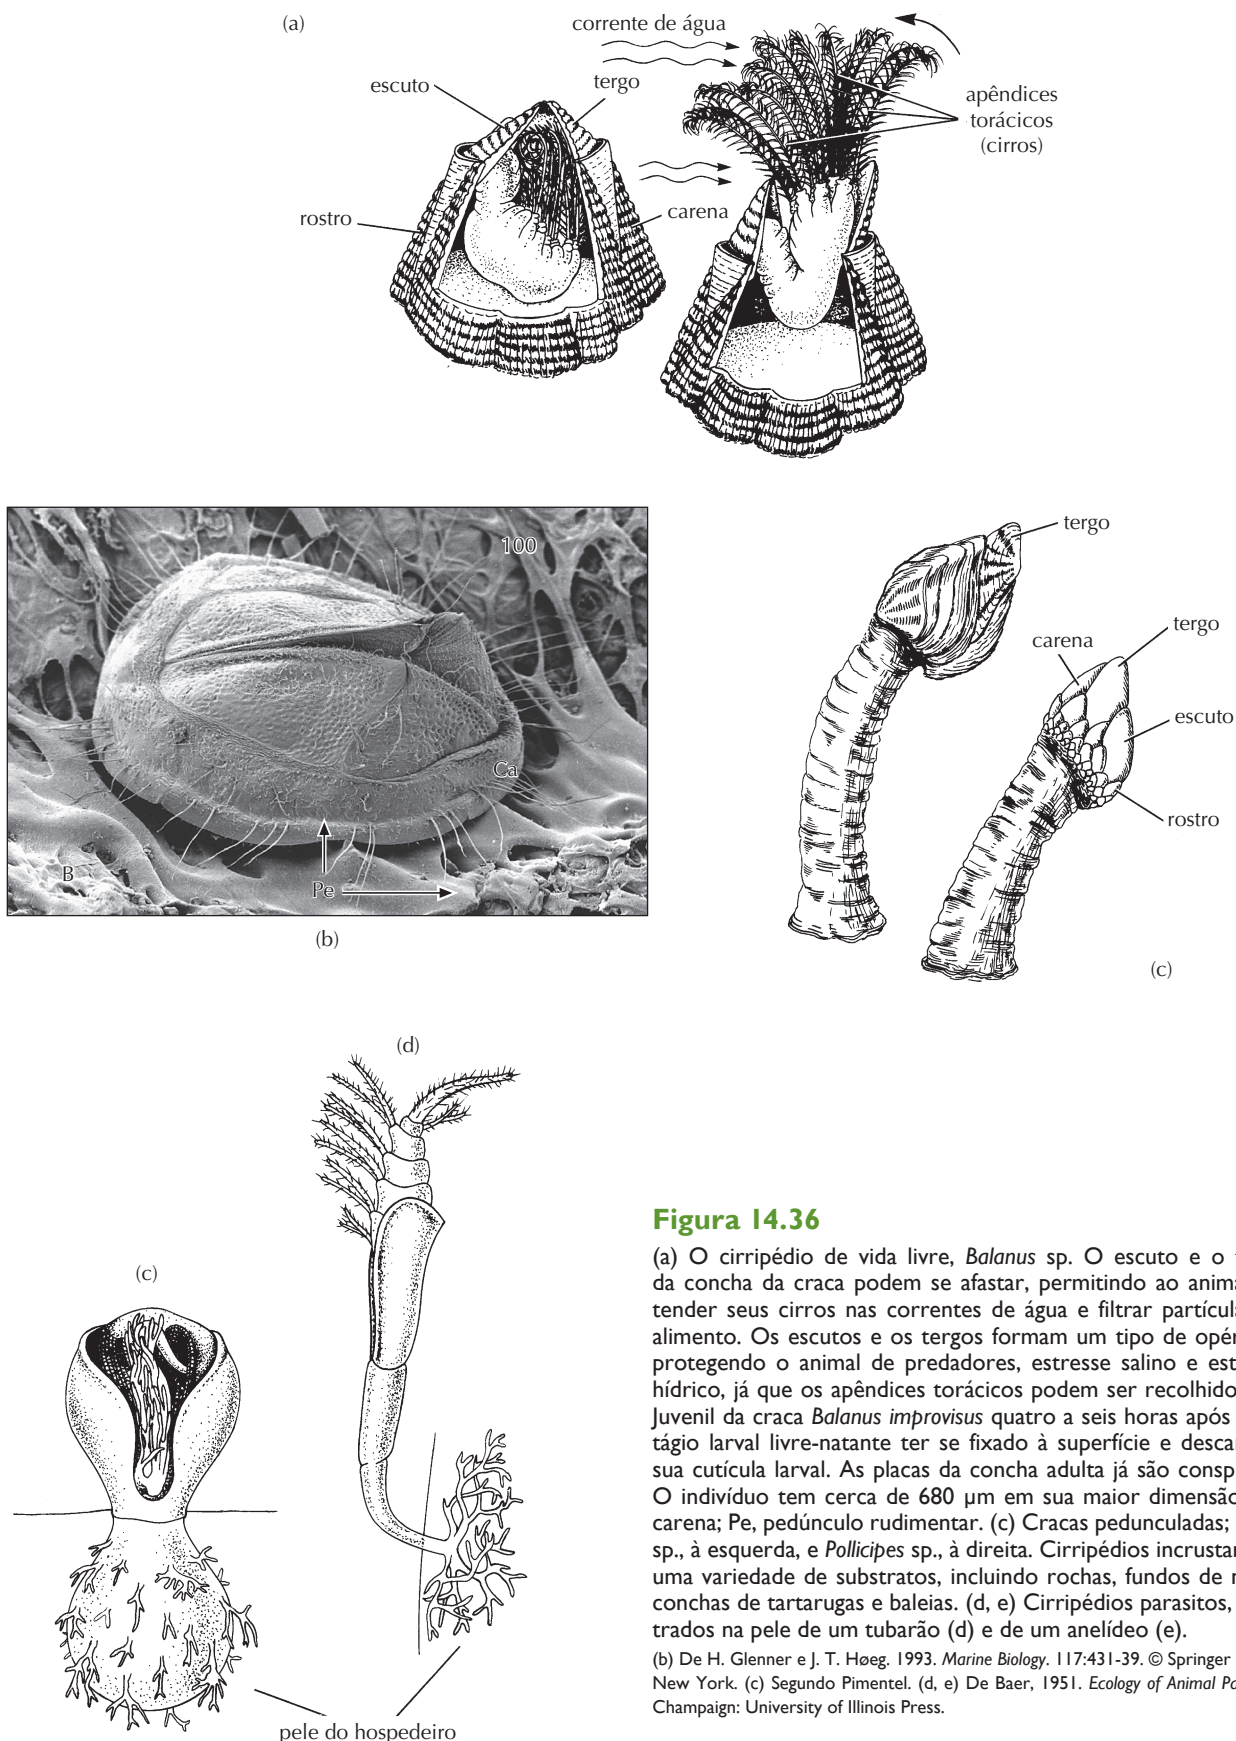 (a)
corrente de água
escuto
tergo
apêndices
torácicos
(cirros)
rostro
carena
100
Ca
B
Pe
(b)
tergo
carena
tergo
escuto
rostro
(c)
(d)
(c)
pele do hospedeiro
Figura 14.36
(a) O cirripédio de vida livre, Balanus sp. O escuto e o
da concha da craca podem se afastar, permitindo ao anima
tender seus cirros nas correntes de água e filtrar partícula
alimento. Os escutos e os tergos formam um tipo de opér
protegendo o animal de predadores, estresse salino e est
hídrico, já que os apêndices torácicos podem ser recolhido
Juvenil da craca Balanus improvisus quatro a seis horas após
tágio larval livre-natante ter se fixado à superfície e descar
sua cutícula larval. As placas da concha adulta já são consp
O indivíduo tem cerca de 680 µm em sua maior dimensão
carena; Pe, pedúnculo rudimentar. (c) Cracas pedunculadas;
sp., à esquerda, e Pollicipes sp., à direita. Cirripédios incrustar
uma variedade de substratos, incluindo rochas, fundos de n
conchas de tartarugas e baleias. (d, e) Cirripédios parasitos,
trados na pele de um tubarão (d) e de um anelídeo (e).
(b) De H. Glenner e J. T. Høeg. 1993. Marine Biology. 117:431-39. © Springer
New York. (c) Segundo Pimentel. (d, e) De Baer, 1951. Ecology of Animal Pa
Champaign: University of Illinois Press.